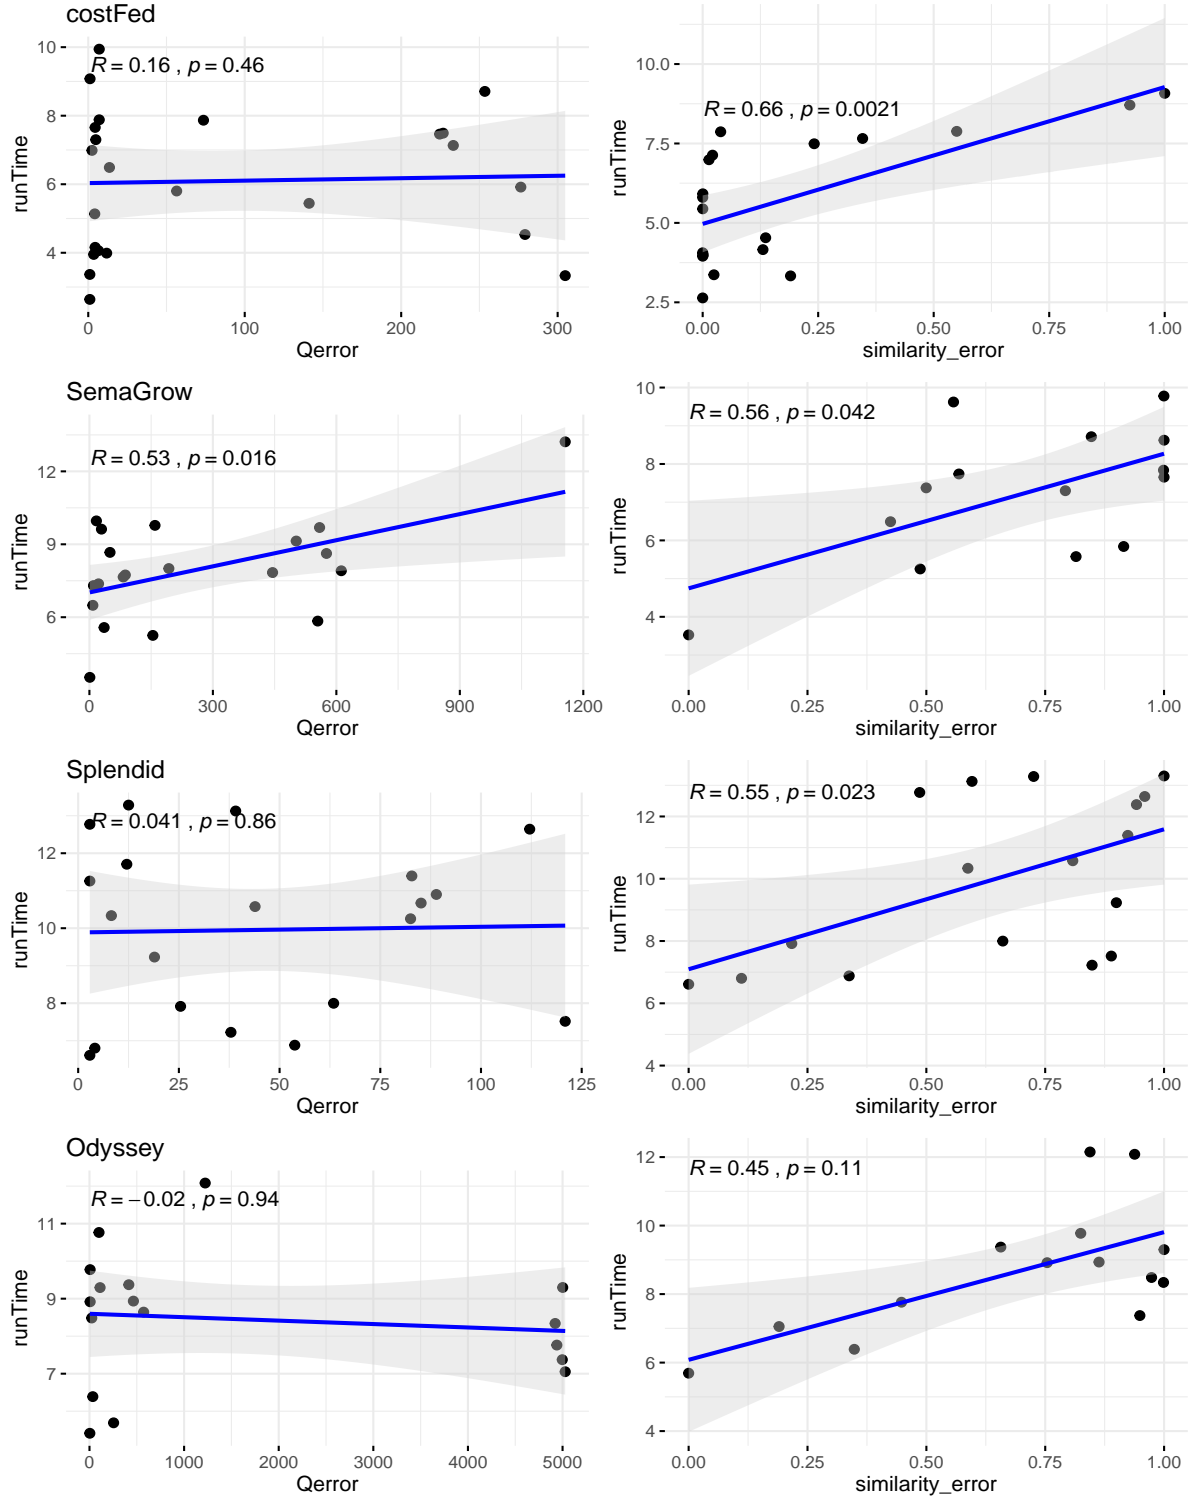 costFed
R = 0.16 , p = 0.46
runTime
10
8
6
4
0
100
200
300
Qerror
R = 0.66 , p = 0.0021
runTime
10.0
7.5
5.0
2.5
0.00
0.25
0.50
0.75
1.00
similarity_error
SemaGrow
R = 0.53 , p = 0.016
runTime
12
9
6
0
300
600
900
1200
Qerror
R = 0.56 , p = 0.042
runTime
10
8
6
4
0.00
0.25
0.50
0.75
1.00
similarity_error
Splendid
R = 0.041 , p = 0.86
runTime
12
10
8
0
25
50
75
100
125
Qerror
R = 0.55 , p = 0.023
runTime
12
10
8
6
4
0.00
0.25
0.50
0.75
1.00
similarity_error
Odyssey
R = −0.02 , p = 0.94
runTime
11
9
7
0
1000
2000
3000
4000
5000
Qerror
R = 0.45 , p = 0.11
runTime
12
10
8
6
4
0.00
0.25
0.50
0.75
1.00
similarity_error